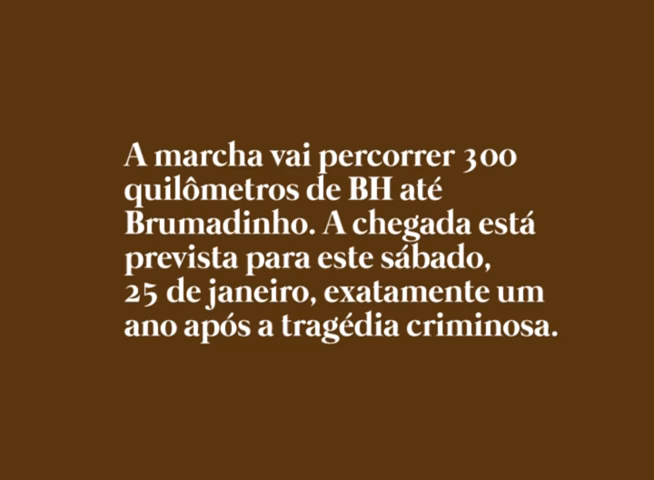 A marcha vai percorrer 300
quilômetros de BH até
Brumadinho. A chegada está
prevista para este sábado,
25 de janeiro, exatamente um
ano após a tragédia criminosa.